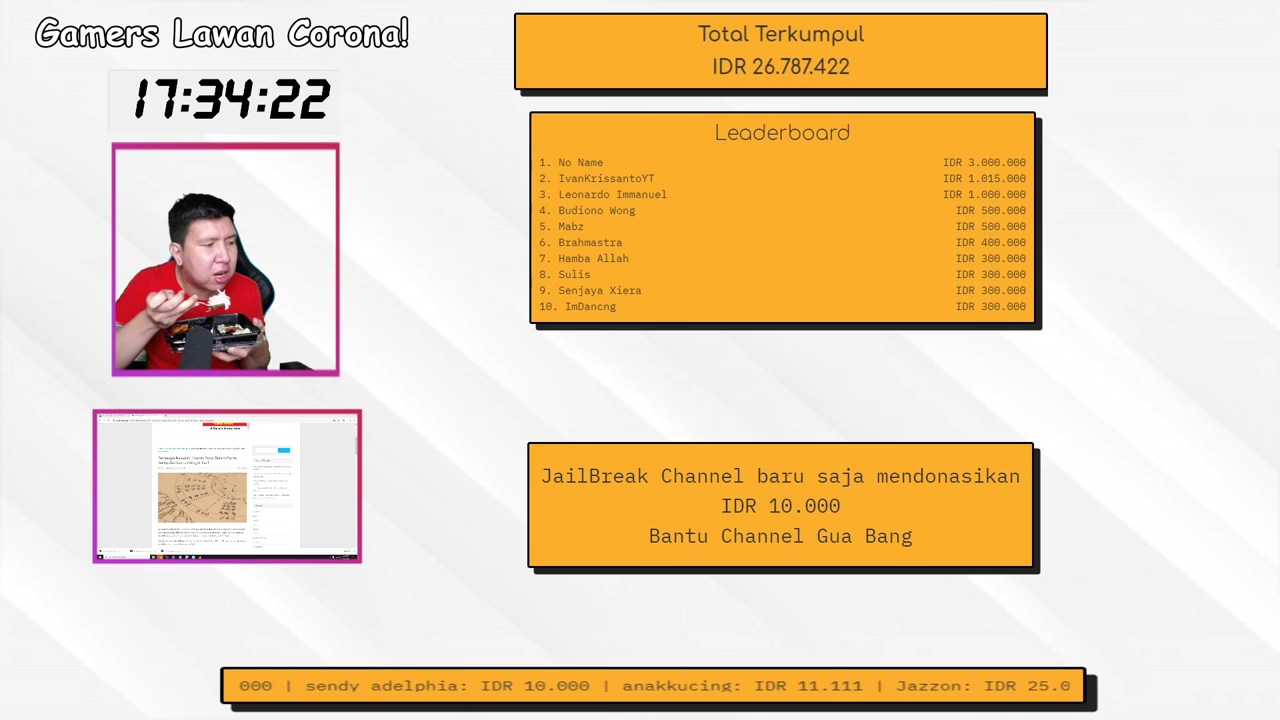 Gamers Lawan Corona!
17:34:22
Total Terkumpul
IDR 26.787.422
Leaderboard
1. No Name IDR 3.000.000
2. IvanKrissantoYT IDR 1.015.000
3. Leonardo Immanuel IDR 1.000.000
4. Budiono Wong IDR 500.000
5. Mabz IDR 500.000
6. Brahmastra IDR 400.000
7. Hamba Allah IDR 300.000
8. Sulis IDR 300.000
9. Senjaya Xiera IDR 300.000
10. ImDancng IDR 300.000
JailBreak Channel baru saja mendonasikan
IDR 10.000
Bantu Channel Gua Bang
000 | sendy adelphia: IDR 10.000 | anakkucing: IDR 11.111 | Jazzon: IDR 25.0